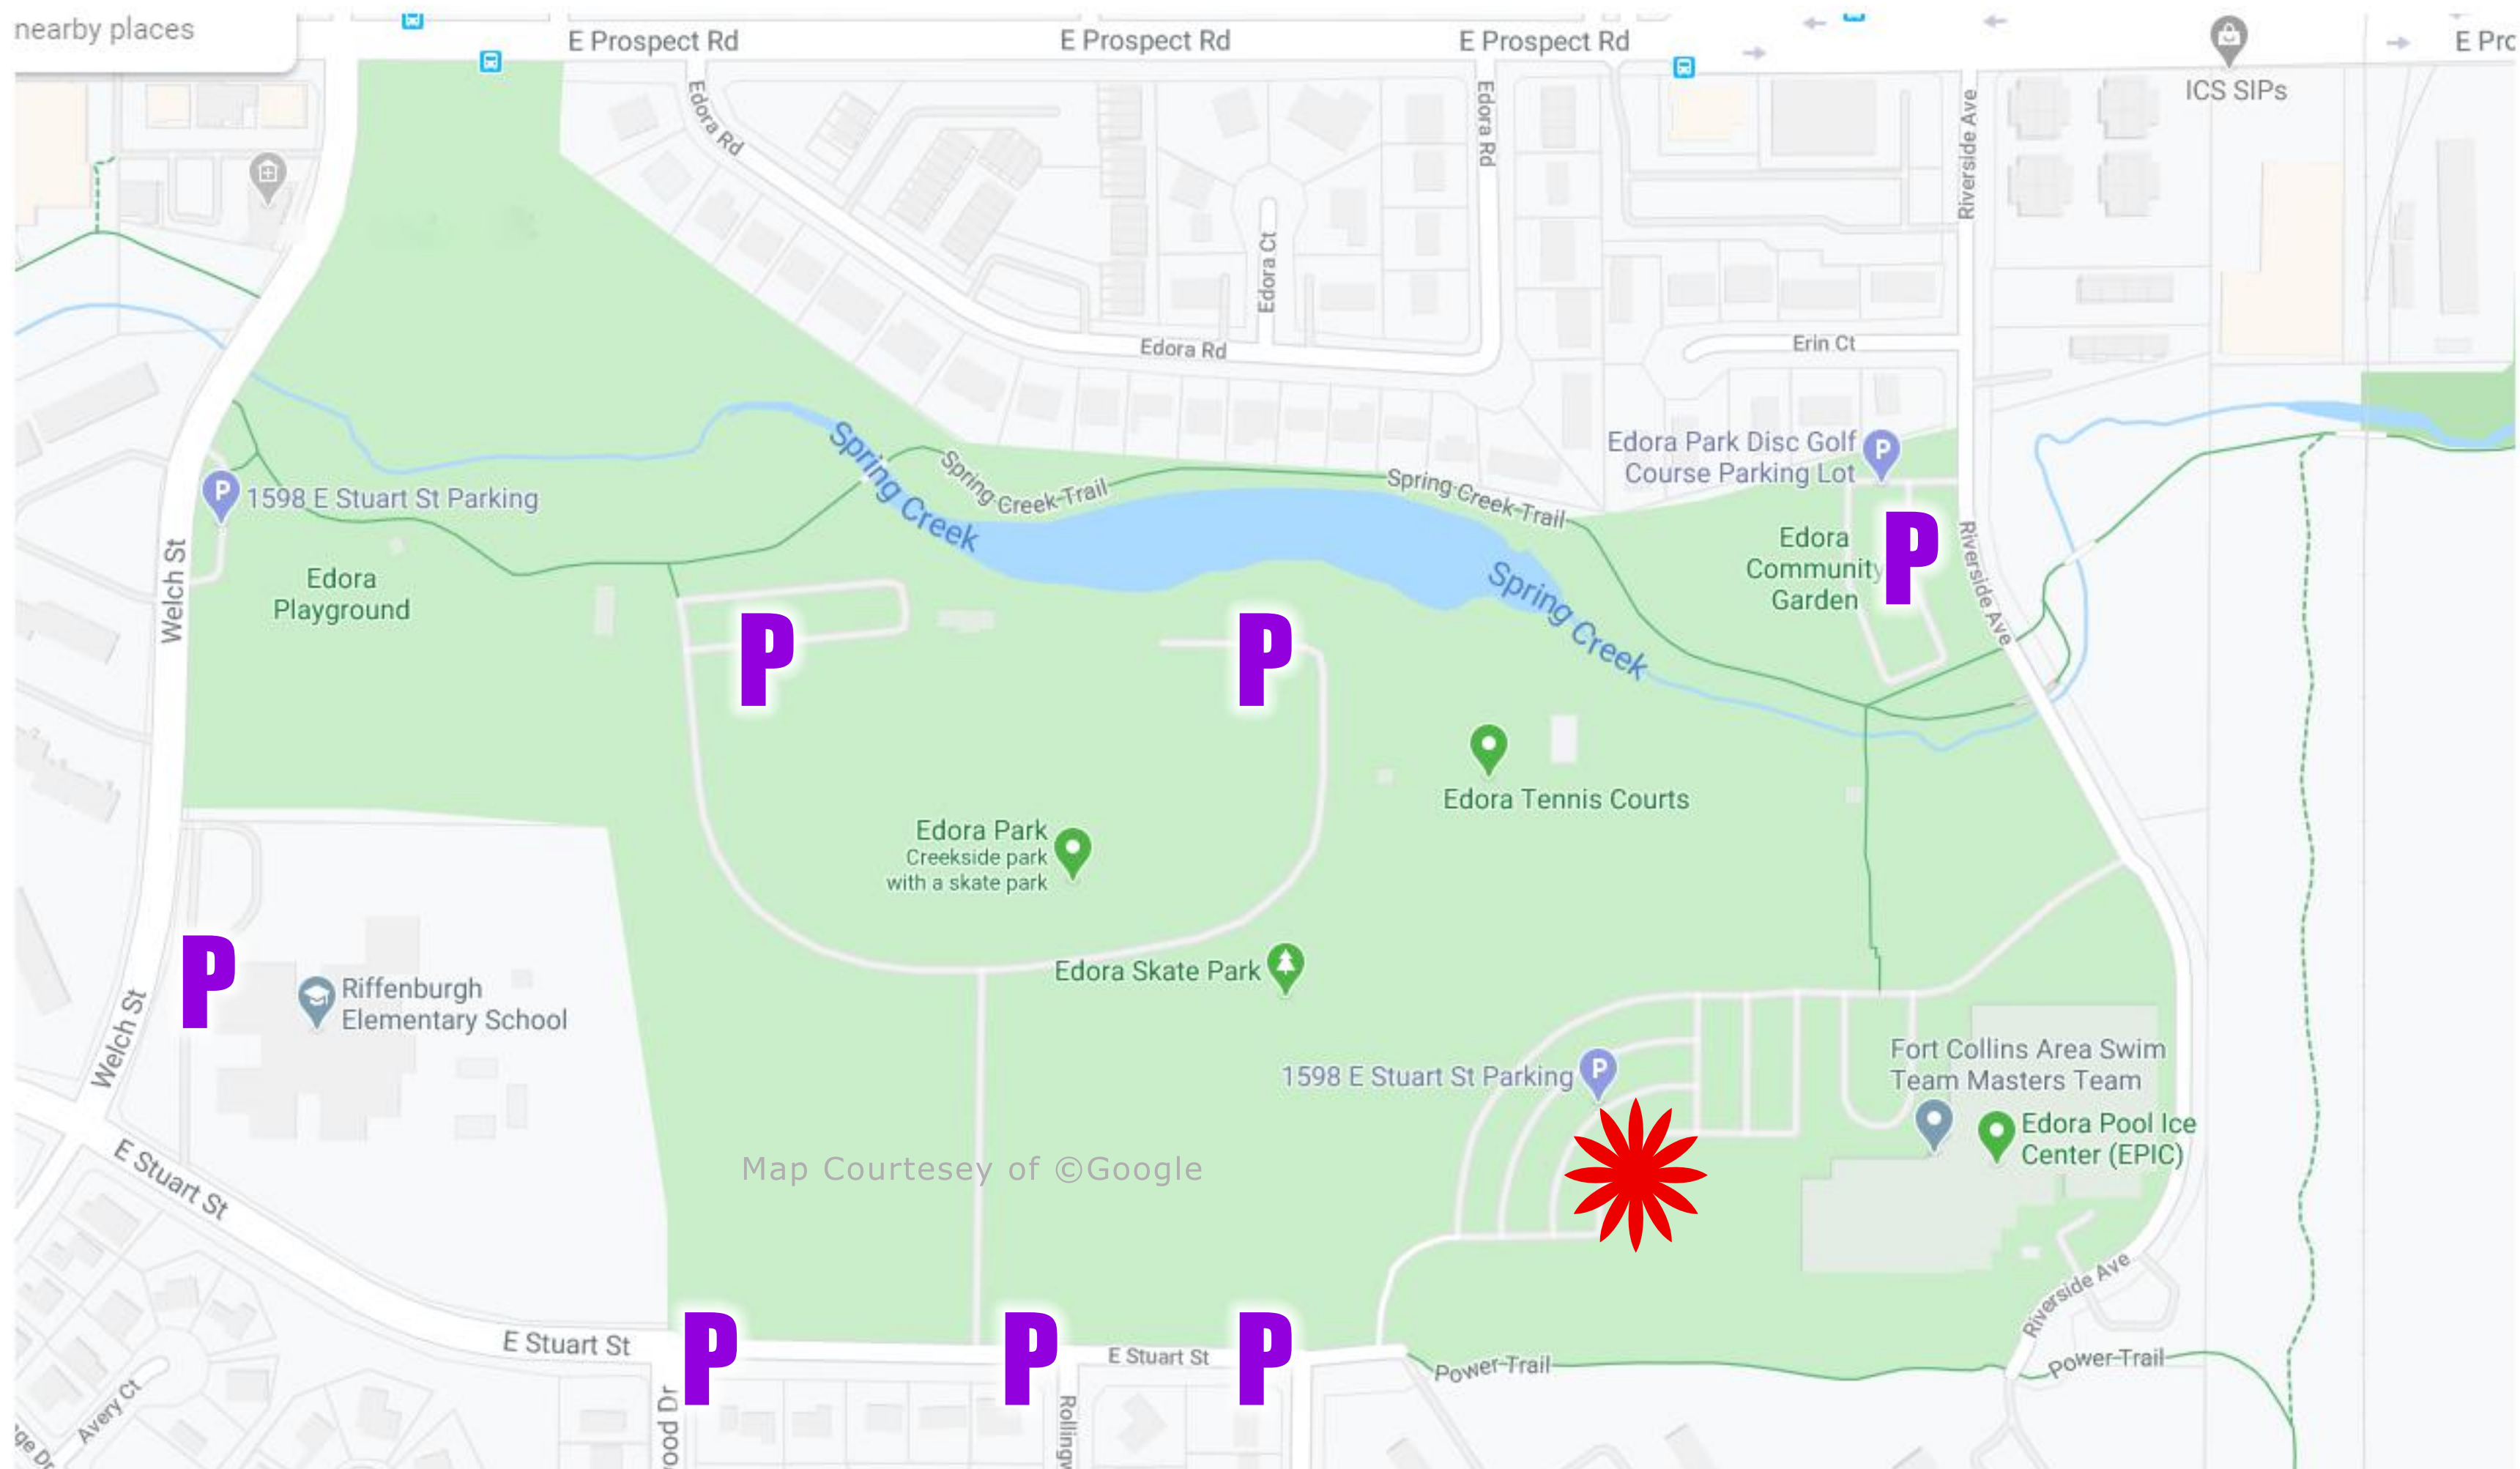 nearby places
E Prospect Rd
E Prospect Rd
E Prospect Rd
E Pro
ICS SIPs
Edora Rd
Edora Rd
Riverside Ave
Edora Ct
Edora Rd
Erin Ct
Edora Park Disc Golf
Course Parking Lot
P
Spring Creek
Spring Creek Trail
Spring Creek Trail
P
1598 E Stuart St Parking
Welch St
Edora
Playground
Edora
Community
Garden
P
Riverside Ave
Spring Creek
P
P
Edora Tennis Courts
Edora Park
Creekside park
with a skate park
P
Edora Skate Park
Riffenburgh
Elementary School
Welch St
1598 E Stuart St Parking
P
Fort Collins Area Swim
Team Masters Team
Edora Pool Ice
Center (EPIC)
Map Courtesey of ©Google
E Stuart St
Riverside Ave
E Stuart St
P
P
E Stuart St
P
Power Trail
Power Trail
Avery Ct
ge Dr
ood Dr
Rollingw